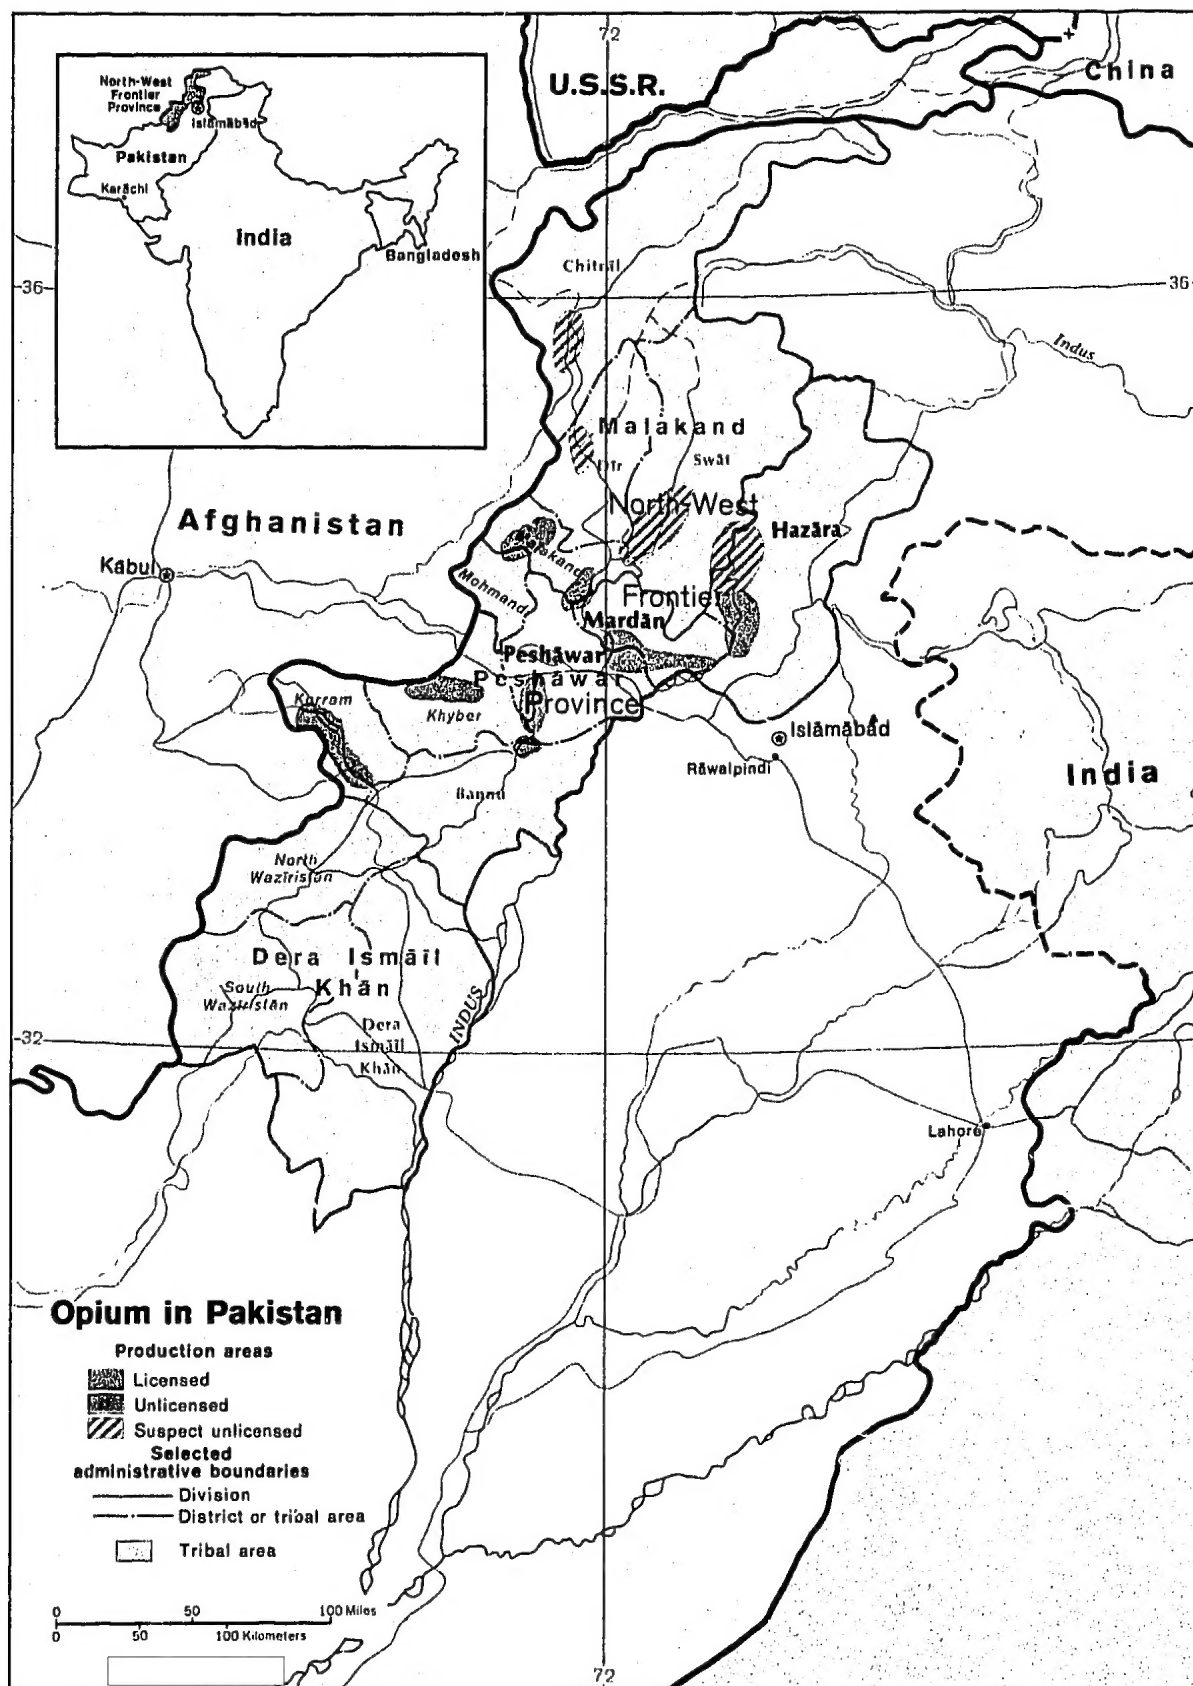 72
U.S.S.R.
China
North-West
Frontier
Province
Islāmābād
Pakistan
Karāchi
India
Bangladesh
36
36
Chitrāl
Indus
Malakand
Dīr
Swāt
North-West
Afghanistan
Hazāra
Kābul
Mohmand
Frontier
Mardān
Peshāwar
Peshāwar
Province
Kurram
Khyber
Islāmābād
Rāwalpindi
India
Bannu
North
Wazīristān
Dera Ismāīl
Khān
South
Wazīristān
INDUS
32
Dera
Ismāīl
Khān
Lahore
Opium in Pakistan
Production areas
Licensed
Unlicensed
Suspect unlicensed
Selected
administrative boundaries
Division
District or tribal area
Tribal area
0 50 100 Miles
0 50 100 Kilometers
72